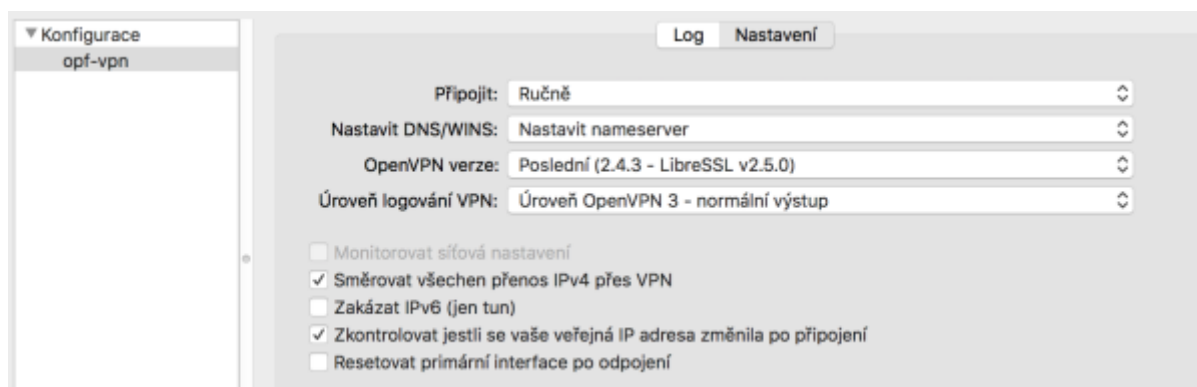 Konfigurace
opf-vpn
Log Nastavení
Připojit: Ručně
Nastavit DNS/WINS: Nastavit nameserver
OpenVPN verze: Poslední (2.4.3 - LibreSSL v2.5.0)
Úroveň logování VPN: Úroveň OpenVPN 3 - normální výstup
Monitorovat síťová nastavení
Směrovat všechen přenos IPv4 přes VPN
Zakázat IPv6 (jen tun)
Zkontrolovat jestli se vaše veřejná IP adresa změnila po připojení
Resetovat primární interface po odpojení